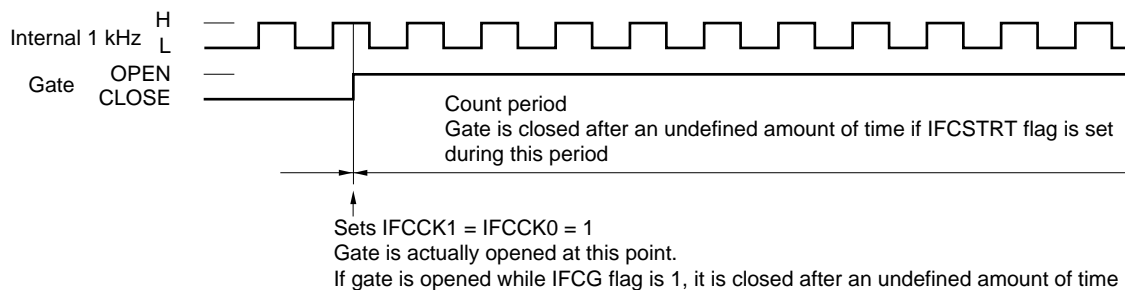 H
Internal 1 kHz
L
OPEN
Gate
CLOSE
Count period
Gate is closed after an undefined amount of time if IFCSTRT flag is set
during this period
Sets IFCCK1 = IFCCK0 = 1
Gate is actually opened at this point.
If gate is opened while IFCG flag is 1, it is closed after an undefined amount of time